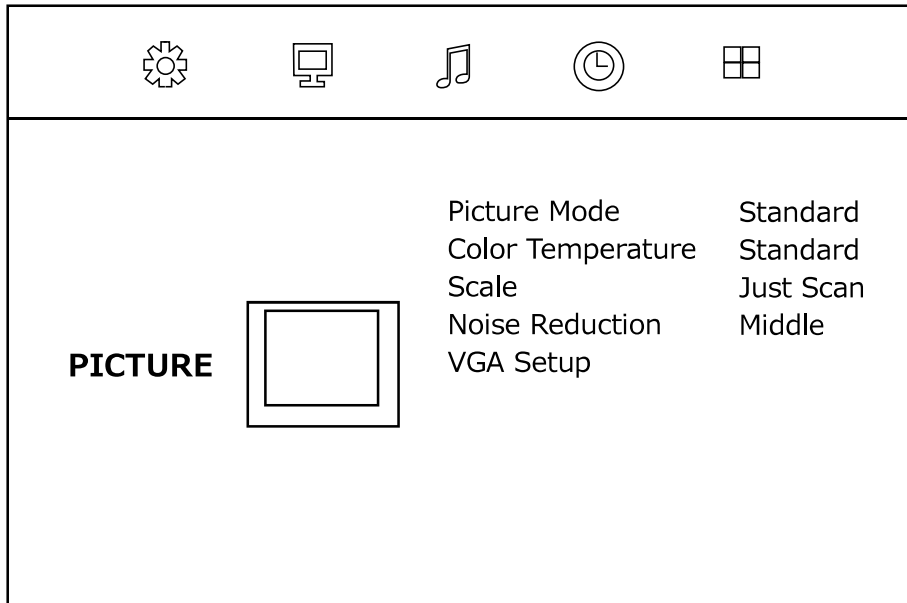 Picture Mode Standard
Color Temperature Standard
Scale Just Scan
Noise Reduction Middle
VGA Setup
PICTURE